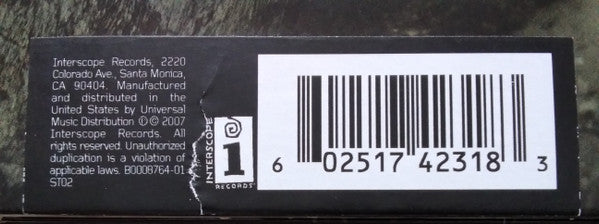 Interscope Records, 2220
Colorado Ave., Santa Monica,
CA 90404. Manufactured
and distributed in the
United States by Universal
Music Distribution ℗ © 2007
Interscope Records. All
rights reserved. Unauthorized
duplication is a violation of
applicable laws. B0008764-01
ST02
INTERSCOPE
i
RECORDS
6 02517 42318 3